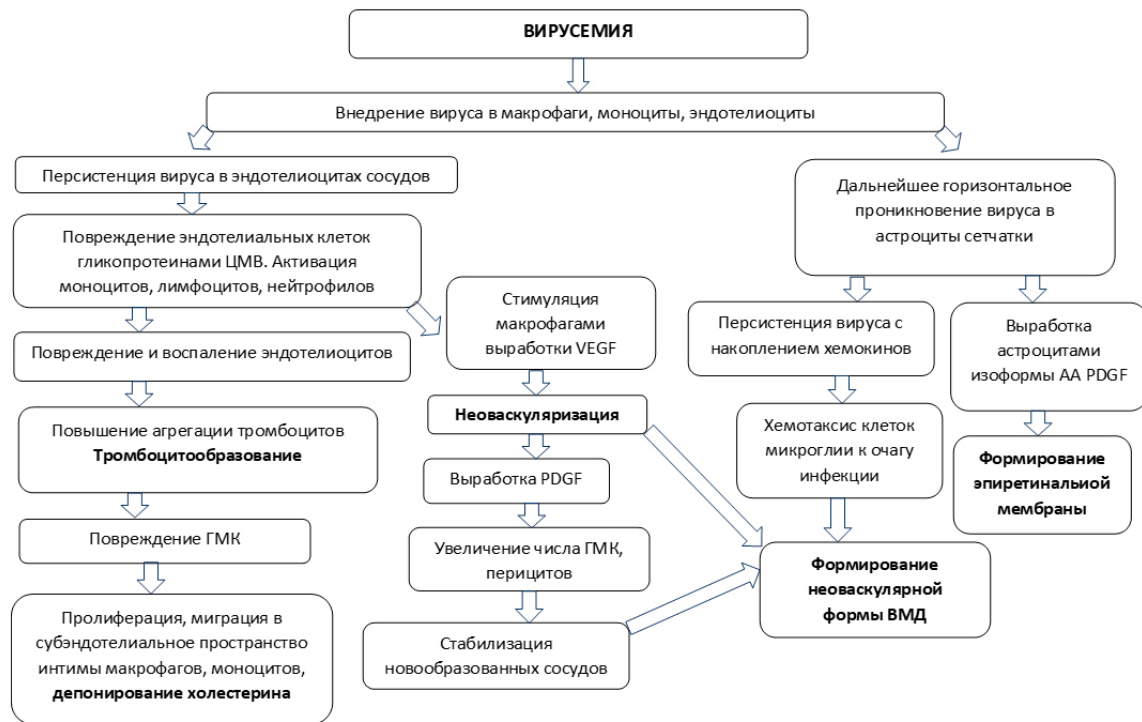 ВИРУСЕМИЯ
Внедрение вируса в макрофаги, моноциты, эндотелиоциты
Персистенция вируса в эндотелиоцитах сосудов
Повреждение эндотелиальных клеток
гликопротеинами ЦМВ. Активация
моноцитов, лимфоцитов, нейтрофилов
Повреждение и воспаление эндотелиоцитов
Повышение агрегации тромбоцитов
Тромбоцитообразование
Повреждение ГМК
Пролиферация, миграция в
субэндотелиальное пространство
интимы макрофагов, моноцитов,
депонирование холестерина
Стимуляция
макрофагами
выработки VEGF
Неоваскуляризация
Выработка PDGF
Увеличение числа ГМК,
перицитов
Стабилизация
новообразованных сосудов
Дальнейшее горизонтальное
проникновение вируса в
астроциты сетчатки
Персистенция вируса с
накоплением хемокинов
Хемотаксис клеток
микроглии к очагу
инфекции
Формирование
неоваскулярной
формы ВМД
Выработка
астроцитами
изоформы АА PDGF
Формирование
эпиретинальной
мембраны